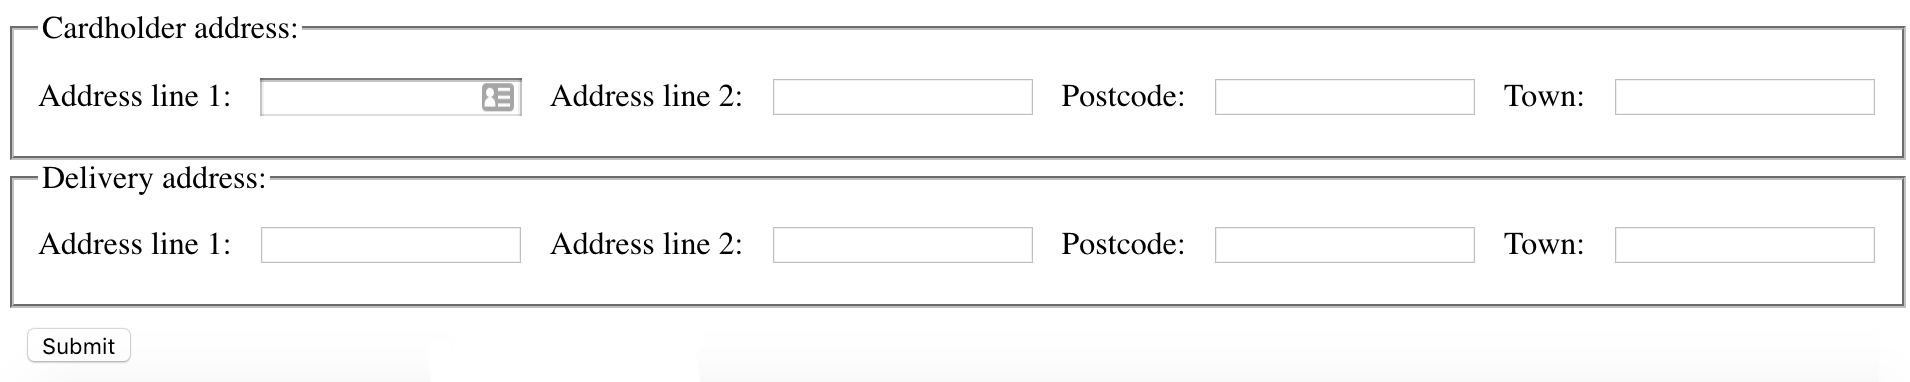 Cardholder address:
Address line 1: Address line 2: Postcode: Town:
Delivery address:
Address line 1: Address line 2: Postcode: Town:
Submit